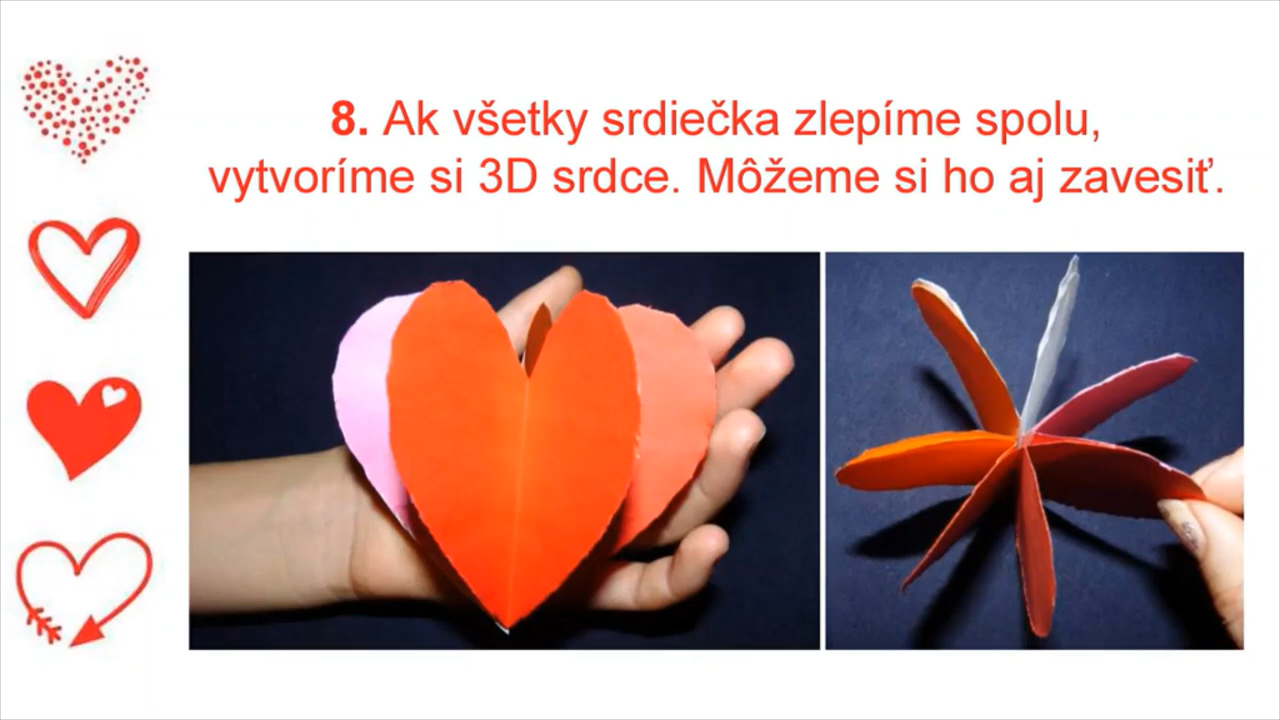 8. Ak všetky srdiečka zlepíme spolu,
vytvoríme si 3D srdce. Môžeme si ho aj zavesiť.